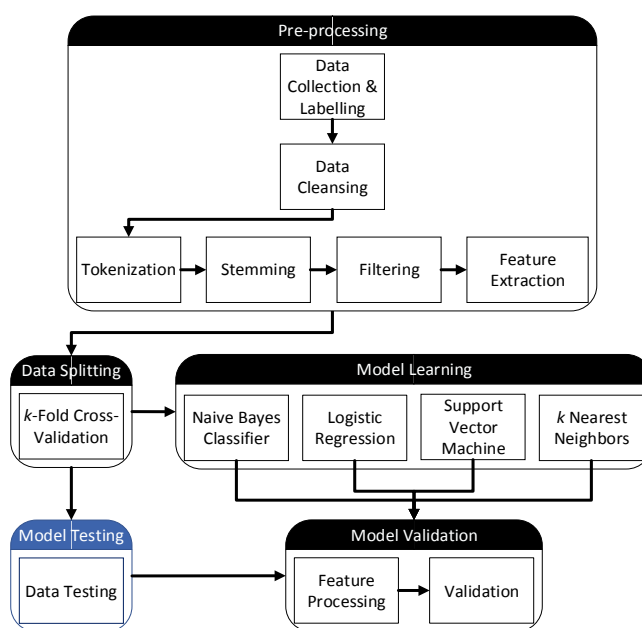 Pre-processing
Data
Collection &
Labelling
Data
Cleansing
Tokenization
Stemming
Filtering
Feature
Extraction
Data Splitting
k-Fold Cross-
Validation
Model Learning
Naive Bayes
Classifier
Logistic
Regression
Support
Vector
Machine
k Nearest
Neighbors
Model Testing
Data Testing
Model Validation
Feature
Processing
Validation